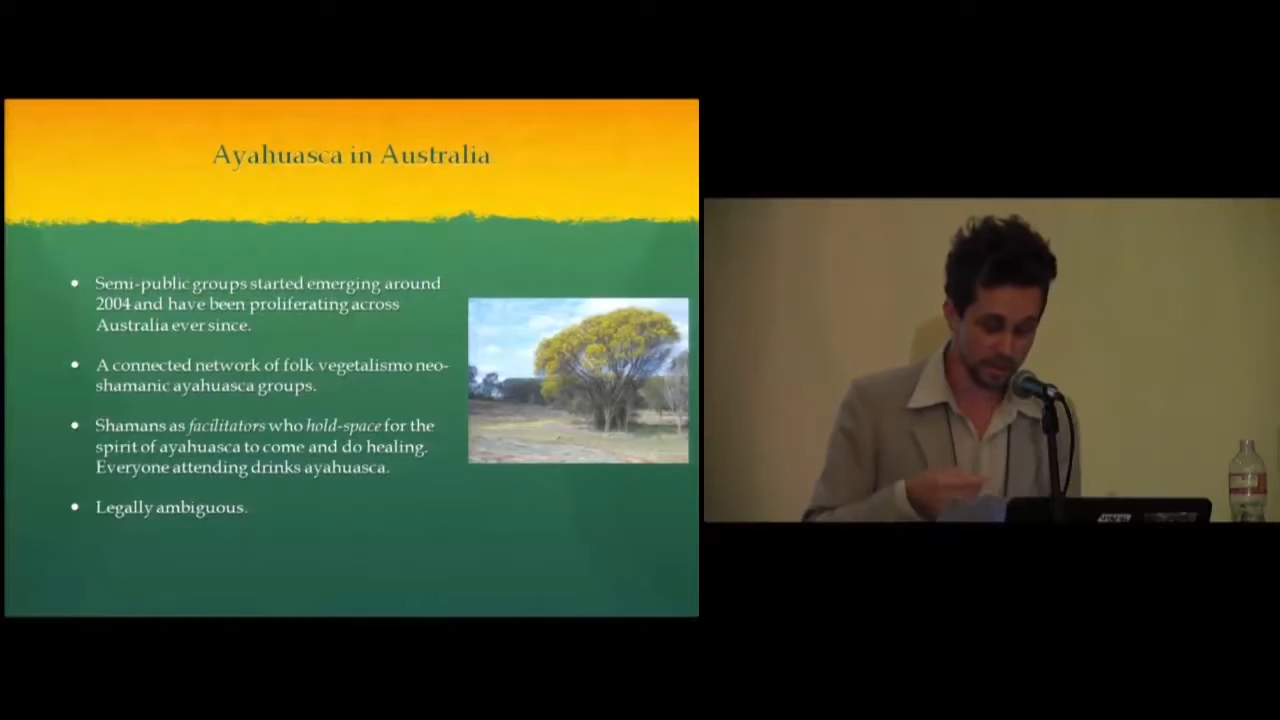 Ayahuasca in Australia
• Semi-public groups started emerging around
2004 and have been proliferating across
Australia ever since.
• A connected network of folk vegetalismo neo-
shamanic ayahuasca groups.
• Shamans as facilitators who hold-space for the
spirit of ayahuasca to come and do healing.
Everyone attending drinks ayahuasca.
• Legally ambiguous.